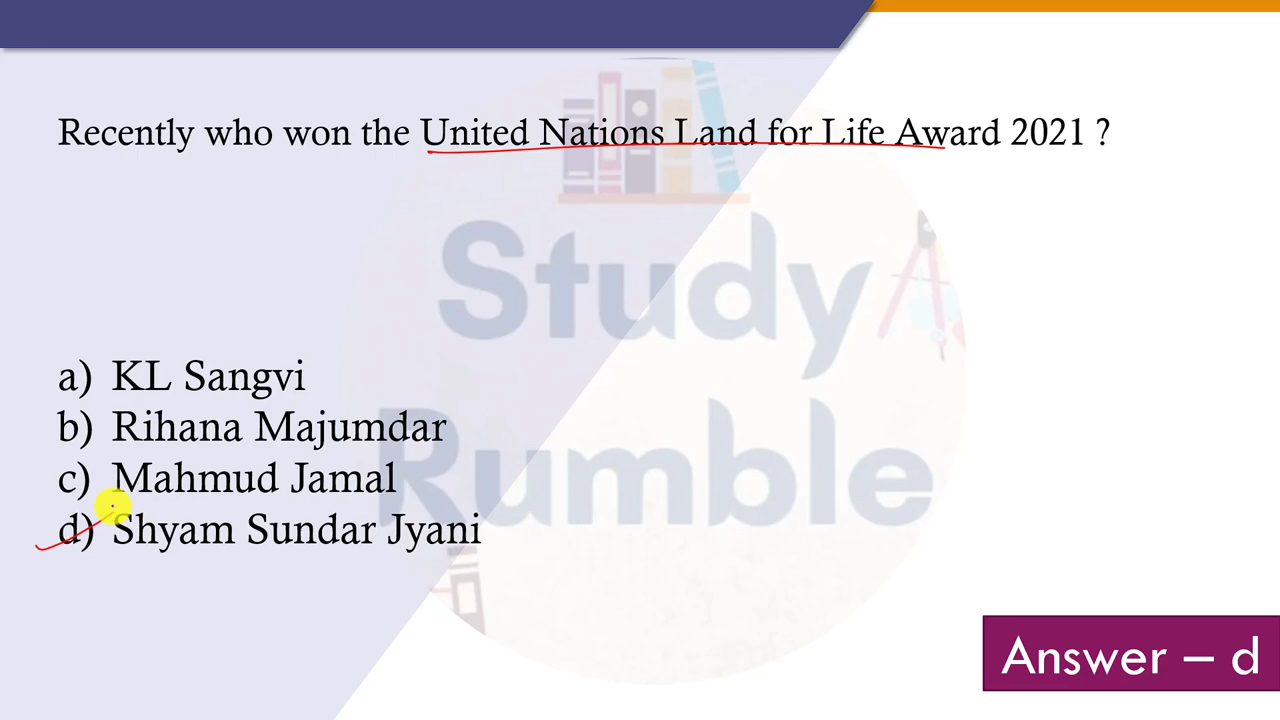 Recently who won the United Nations Land for Life Award 2021 ?
Study
Rumble
a) KL Sangvi
b) Rihana Majumdar
c) Mahmud Jamal
d) Shyam Sundar Jyani
Answer – d